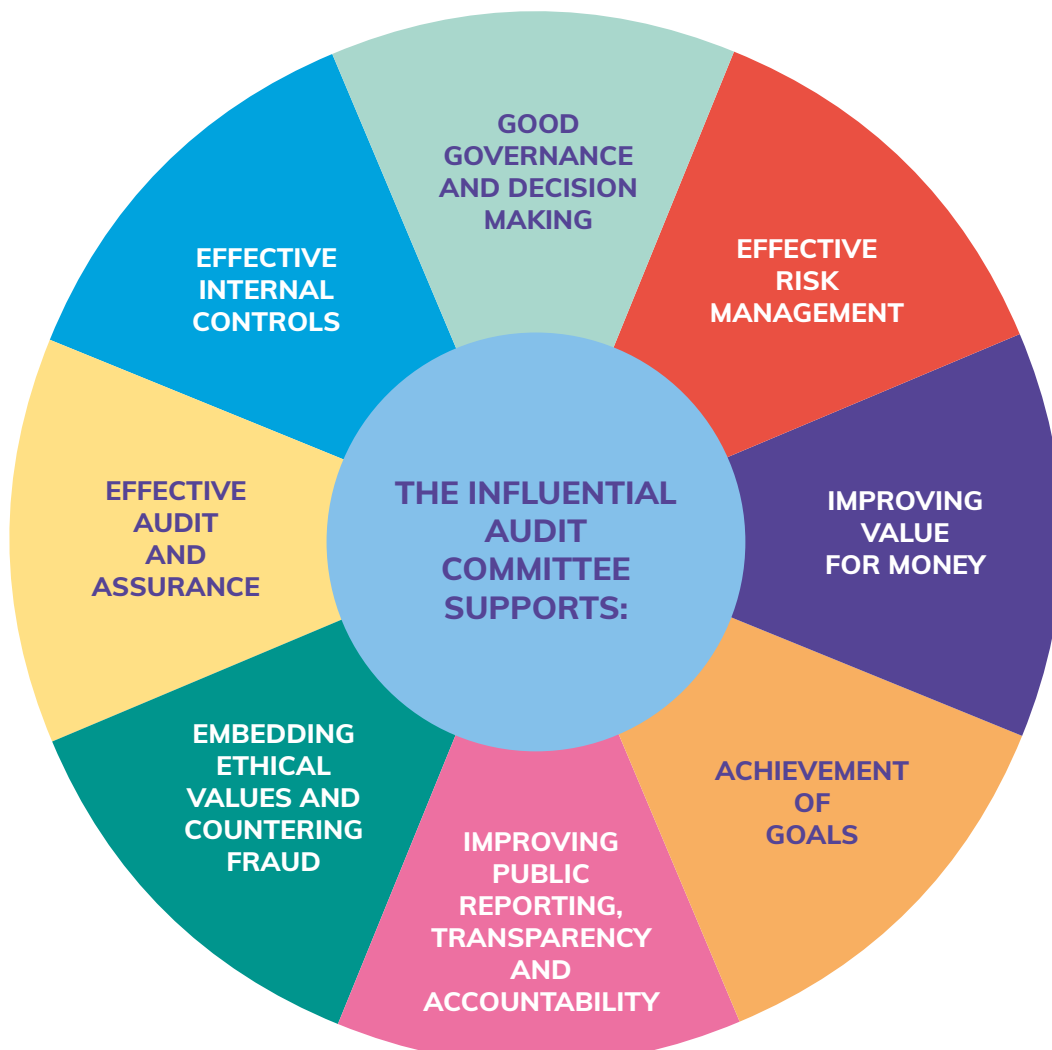 GOOD
GOVERNANCE
AND DECISION
MAKING
EFFECTIVE
RISK
MANAGEMENT
IMPROVING
VALUE
FOR MONEY
ACHIEVEMENT
OF
GOALS
IMPROVING
PUBLIC
REPORTING,
TRANSPARENCY
AND
ACCOUNTABILITY
EMBEDDING
ETHICAL
VALUES AND
COUNTERING
FRAUD
EFFECTIVE
AUDIT
AND
ASSURANCE
EFFECTIVE
INTERNAL
CONTROLS
THE INFLUENTIAL
AUDIT
COMMITTEE
SUPPORTS: